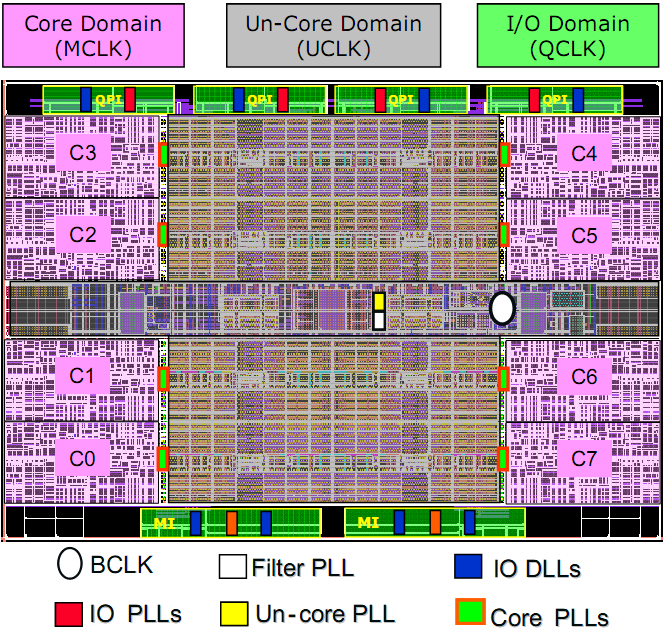 Core Domain
(MCLK)
Un-Core Domain
(UCLK)
I/O Domain
(QCLK)
QPI
QPI
QPI
QPI
C3
C4
C2
C5
C1
C6
C0
C7
MI
MI
BCLK
Filter PLL
IO DLLs
IO PLLs
Un-core PLL
Core PLLs